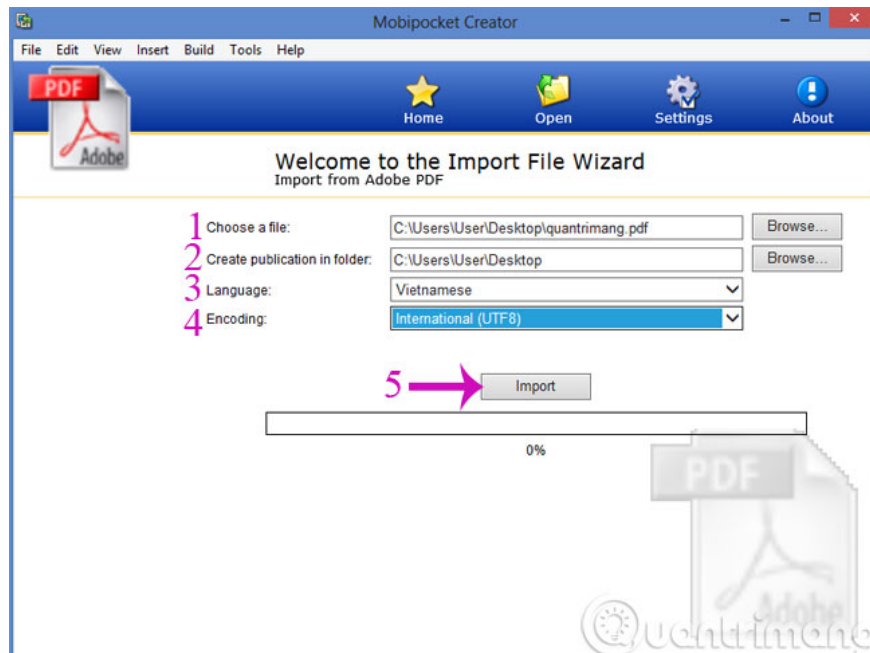 Mobipocket Creator
File Edit View Insert Build Tools Help
PDF
Adobe
Home Open Settings About
Welcome to the Import File Wizard
Import from Adobe PDF
1 Choose a file: C:\Users\User\Desktop\quantrimang.pdf Browse...
2 Create publication in folder: C:\Users\User\Desktop Browse...
3 Language: Vietnamese
4 Encoding: International (UTF8)
5 Import
0%
PDF
Adobe
Quantrimang